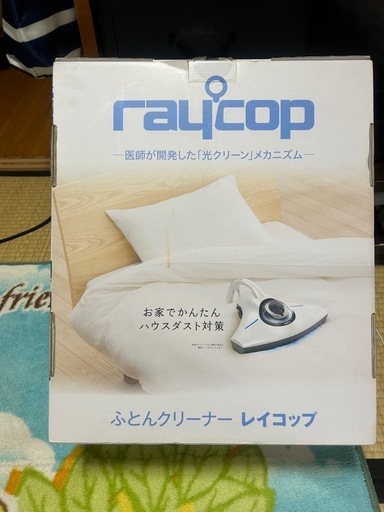 raycop
―医師が開発した「光クリーン」メカニズム―
お家でかんたん
ハウスダスト対策
ふとんクリーナー レイコップ
frie